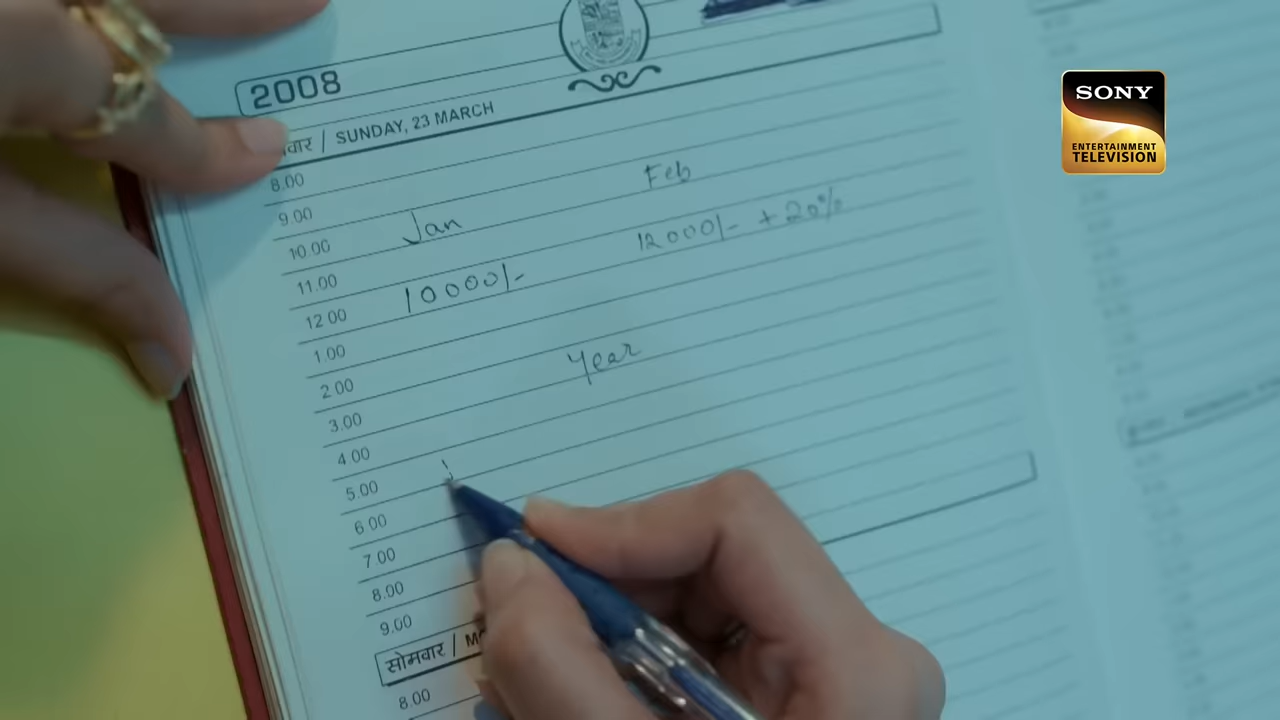 2008
SUNDAY, 23 MARCH
8.00
9.00
Jan Feb
10.00
12000/- + 20%
11.00
10000/-
12 00
1.00
Year
2 00
3.00
4 00
5.00
6 00
7.00
8.00
9.00
सोमवार /
8.00
SONY
ENTERTAINMENT
TELEVISION